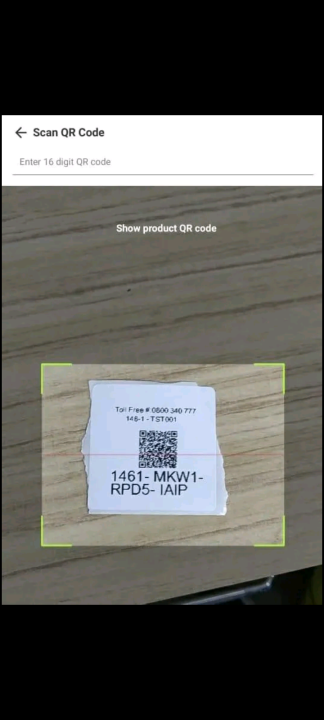 Scan QR Code
Enter 16 digit QR code
Show product QR code
Toll Free # 0800 340 777
146-1 - TST001
1461- MKW1-
RPD5- IAIP